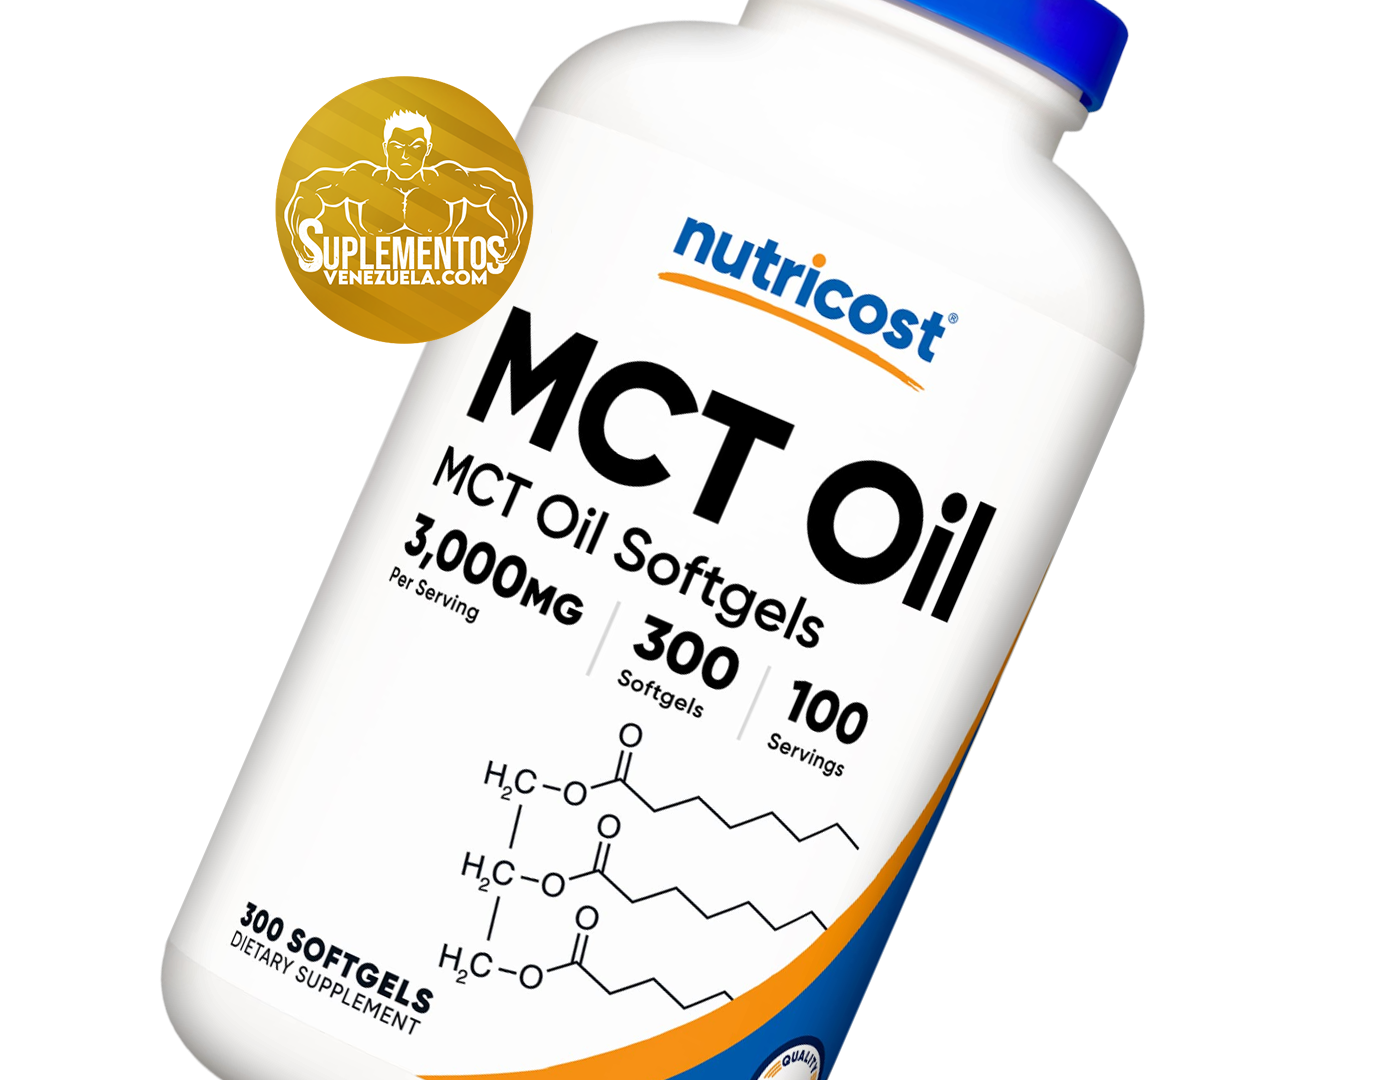 SUPLEMENTOS
VENEZUELA.COM
nutricost®
MCT Oil
MCT Oil Softgels
3,000MG
Per Serving
300
Softgels
100
Servings
O
H2C-O
O
H2C-O
O
H2C-O
300 SOFTGELS
DIETARY SUPPLEMENT
QUALITY